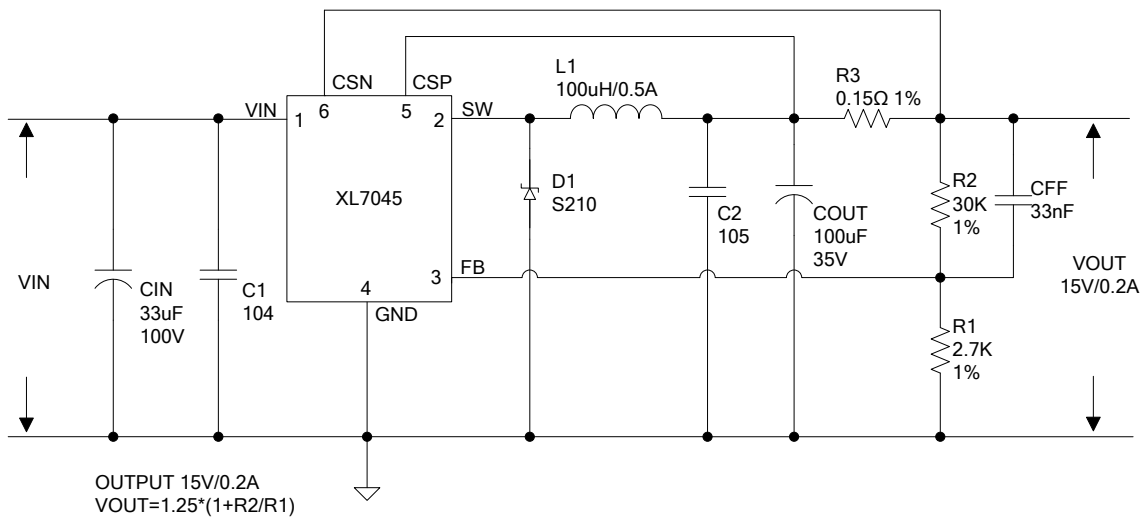 CSN
CSP
L1
100uH/0.5A
R3
0.15Ω 1%
VIN
1
6
5
2
SW
XL7045
D1
S210
C2
105
COUT
100uF
35V
R2
30K
1%
CFF
33nF
VIN
CIN
33uF
100V
C1
104
4
GND
3
FB
R1
2.7K
1%
VOUT
15V/0.2A
OUTPUT 15V/0.2A
VOUT=1.25*(1+R2/R1)